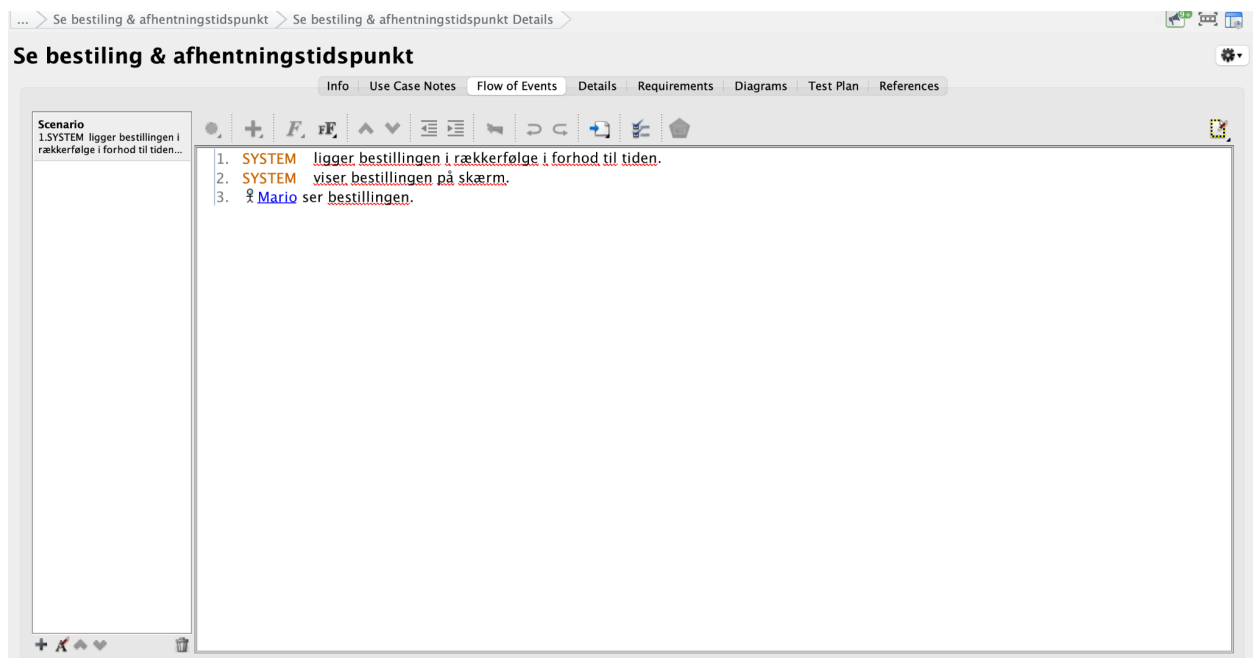 ... Se bestiling & afhentningstidspunkt Se bestiling & afhentningstidspunkt Details
Se bestiling & afhentningstidspunkt
Info Use Case Notes Flow of Events Details Requirements Diagrams Test Plan References
Scenario
1.SYSTEM ligger bestillingen i
rækkerfølge i forhod til tiden...
1. SYSTEM ligger bestillingen i rækkerfølge i forhod til tiden.
2. SYSTEM viser bestillingen på skærm.
3. Mario ser bestillingen.